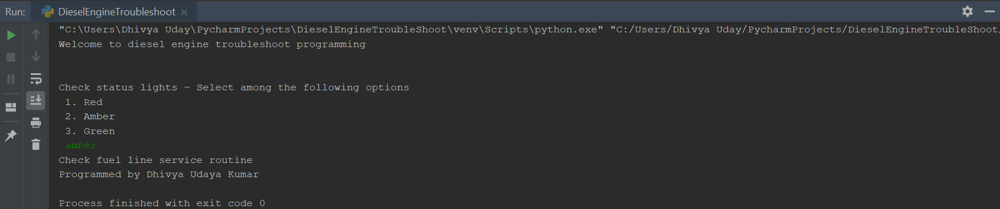 Run: DieselEngineTroubleshoot
"C:\Users\Dhivya Uday\PycharmProjects\DieselEngineTroubleShoot\venv\Scripts\python.exe" "C:/Users/Dhivya Uday/PycharmProjects/DieselEngineTroubleShoot
Welcome to diesel engine troubleshoot programming
Check status lights - Select among the following options
1. Red
2. Amber
3. Green
amber
Check fuel line service routine
Programmed by Dhivya Udaya Kumar
Process finished with exit code 0